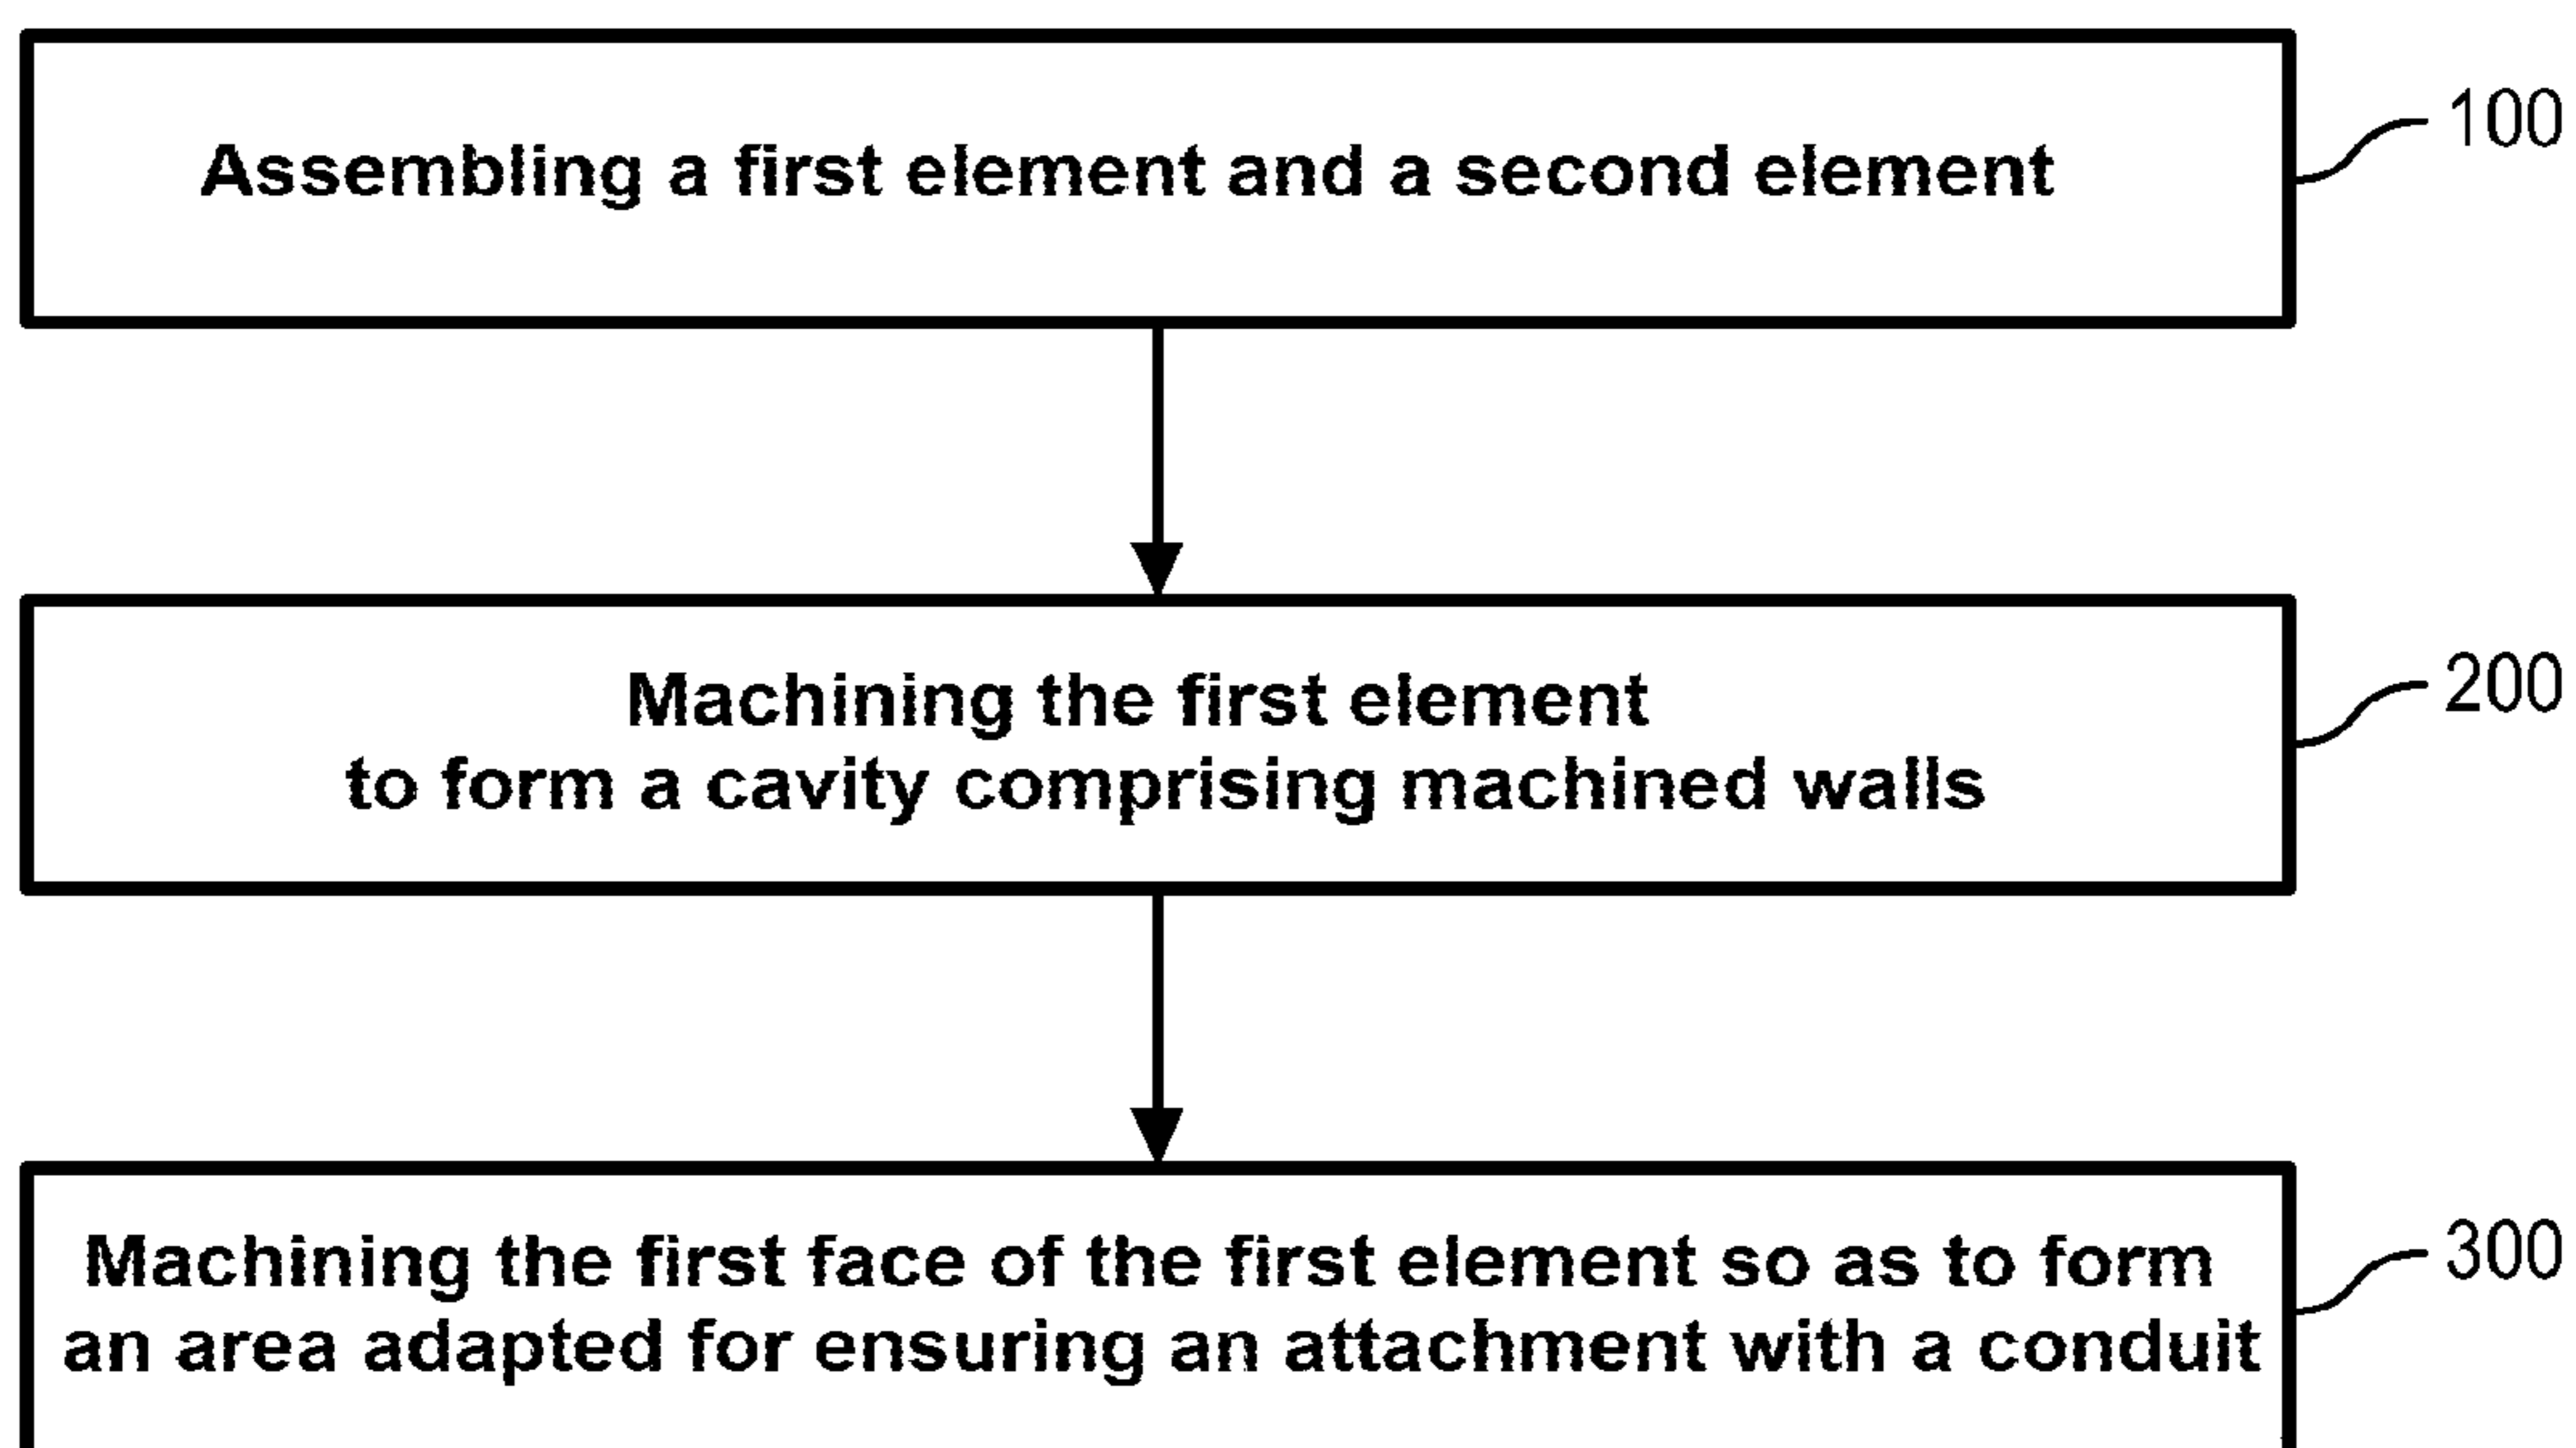 Assembling a first element and a second element
100
Machining the first element
to form a cavity comprising machined walls
200
Machining the first face of the first element so as to form
an area adapted for ensuring an attachment with a conduit
300